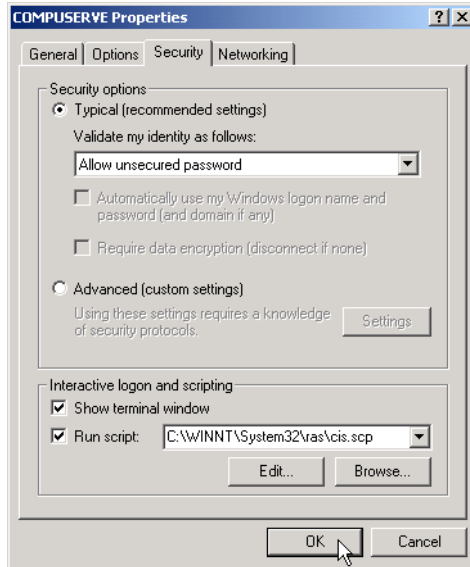 COMPUSERVE Properties
General Options Security Networking
Security options
Typical (recommended settings)
Validate my identity as follows:
Allow unsecured password
Automatically use my Windows logon name and
password (and domain if any)
Require data encryption (disconnect if none)
Advanced (custom settings)
Using these settings requires a knowledge
of security protocols.
Settings
Interactive logon and scripting
Show terminal window
Run script: C:\WINNT\System32\ras\cis.scp
Edit... Browse...
OK Cancel